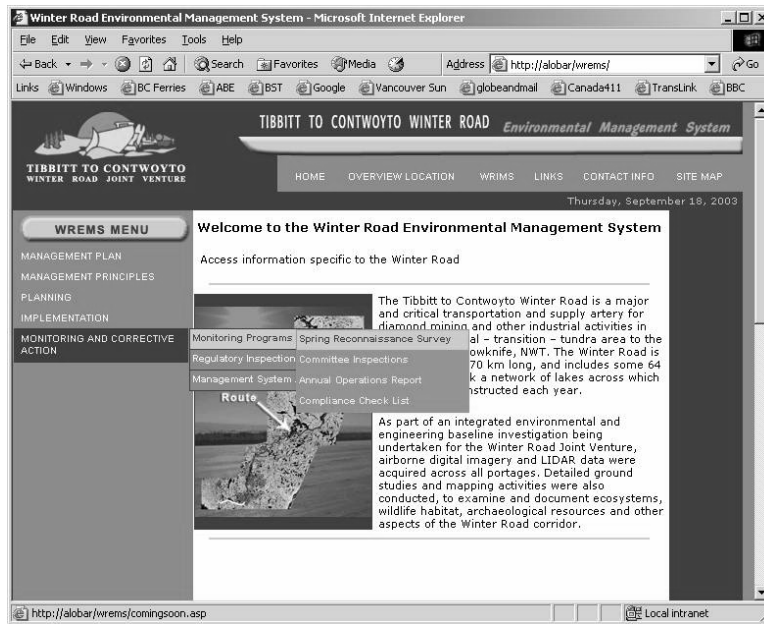 Winter Road Environmental Management System - Microsoft Internet Explorer
File Edit View Favorites Tools Help
Back Search Favorites Media Address http://alobar/wrems/ Go
Links Windows BC Ferries ABE BST Google Vancouver Sun globeandmail Canada411 TransLink BBC
TIBBITT TO CONTWOYTO WINTER ROAD Environmental Management System
TIBBITT TO CONTWOYTO
WINTER ROAD JOINT VENTURE
HOME OVERVIEW LOCATION WRIMS LINKS CONTACT INFO SITE MAP
Thursday, September 18, 2003
WREMS MENU
MANAGEMENT PLAN
MANAGEMENT PRINCIPLES
PLANNING
IMPLEMENTATION
MONITORING AND CORRECTIVE
ACTION
Monitoring Programs
Regulatory Inspection
Management System
Spring Reconnaissance Survey
Committee Inspections
Annual Operations Report
Compliance Check List
Welcome to the Winter Road Environmental Management System
Access information specific to the Winter Road
Route
The Tibbitt to Contwoyto Winter Road is a major
and critical transportation and supply artery for
diamond mining and other industrial activities in
al - transition - tundra area to the
owknife, NWT. The Winter Road is
70 km long, and includes some 64
k a network of lakes across which
nstructed each year.
As part of an integrated environmental and
engineering baseline investigation being
undertaken for the Winter Road Joint Venture,
airborne digital imagery and LIDAR data were
acquired across all portages. Detailed ground
studies and mapping activities were also
conducted, to examine and document ecosystems,
wildlife habitat, archaeological resources and other
aspects of the Winter Road corridor.
http://alobar/wrems/comingsoon.asp Local intranet